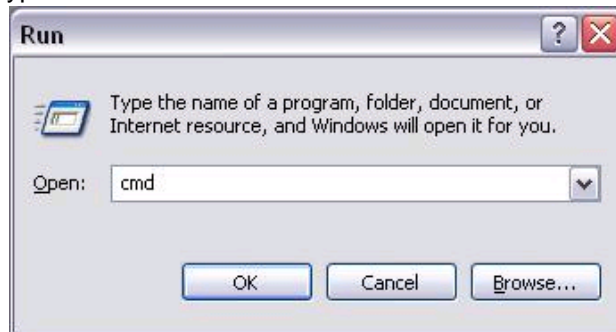 Run
Type the name of a program, folder, document, or
Internet resource, and Windows will open it for you.
Open: cmd
OK Cancel Browse...